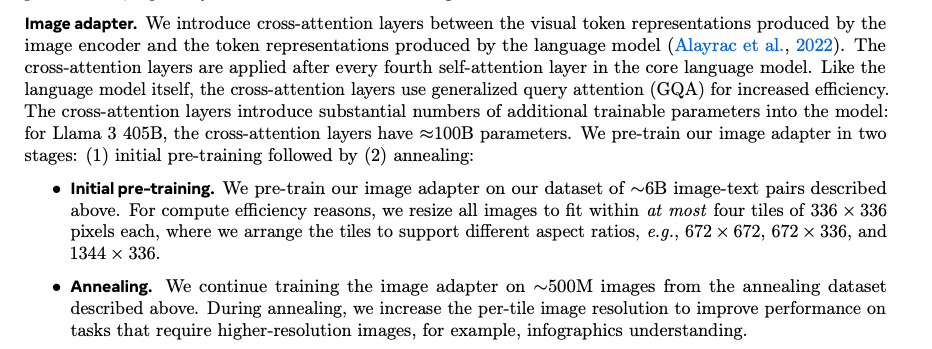 Image adapter. We introduce cross-attention layers between the visual token representations produced by the
image encoder and the token representations produced by the language model (Alayrac et al., 2022). The
cross-attention layers are applied after every fourth self-attention layer in the core language model. Like the
language model itself, the cross-attention layers use generalized query attention (GQA) for increased efficiency.
The cross-attention layers introduce substantial numbers of additional trainable parameters into the model:
for Llama 3 405B, the cross-attention layers have ≈100B parameters. We pre-train our image adapter in two
stages: (1) initial pre-training followed by (2) annealing:
• Initial pre-training. We pre-train our image adapter on our dataset of ∼6B image-text pairs described
above. For compute efficiency reasons, we resize all images to fit within at most four tiles of 336 × 336
pixels each, where we arrange the tiles to support different aspect ratios, e.g., 672 × 672, 672 × 336, and
1344 × 336.
• Annealing. We continue training the image adapter on ∼500M images from the annealing dataset
described above. During annealing, we increase the per-tile image resolution to improve performance on
tasks that require higher-resolution images, for example, infographics understanding.